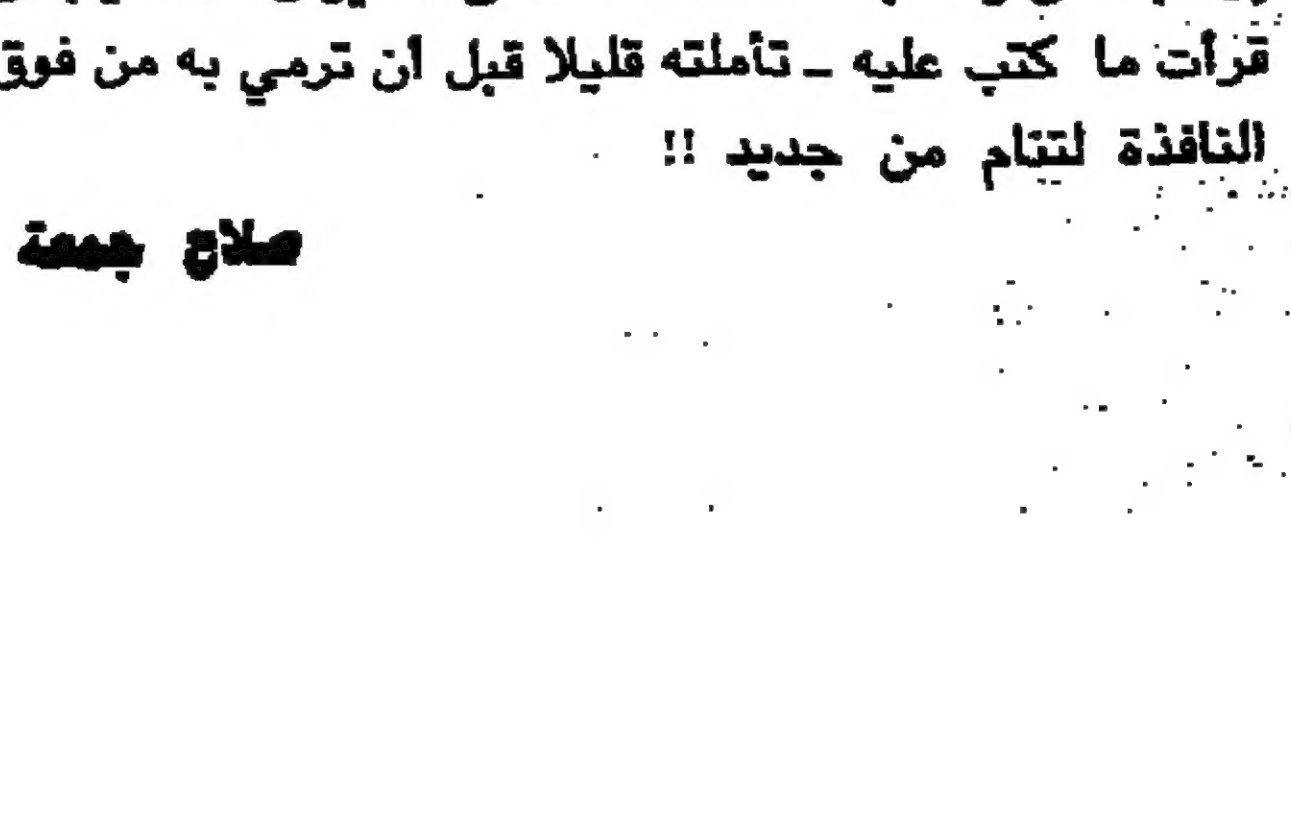 قرأت ما كتب عليه ـ تأملته قليلا قبل ان ترمي به من فوق
النافذة لتنام من جديد !!
صلاح جمعة